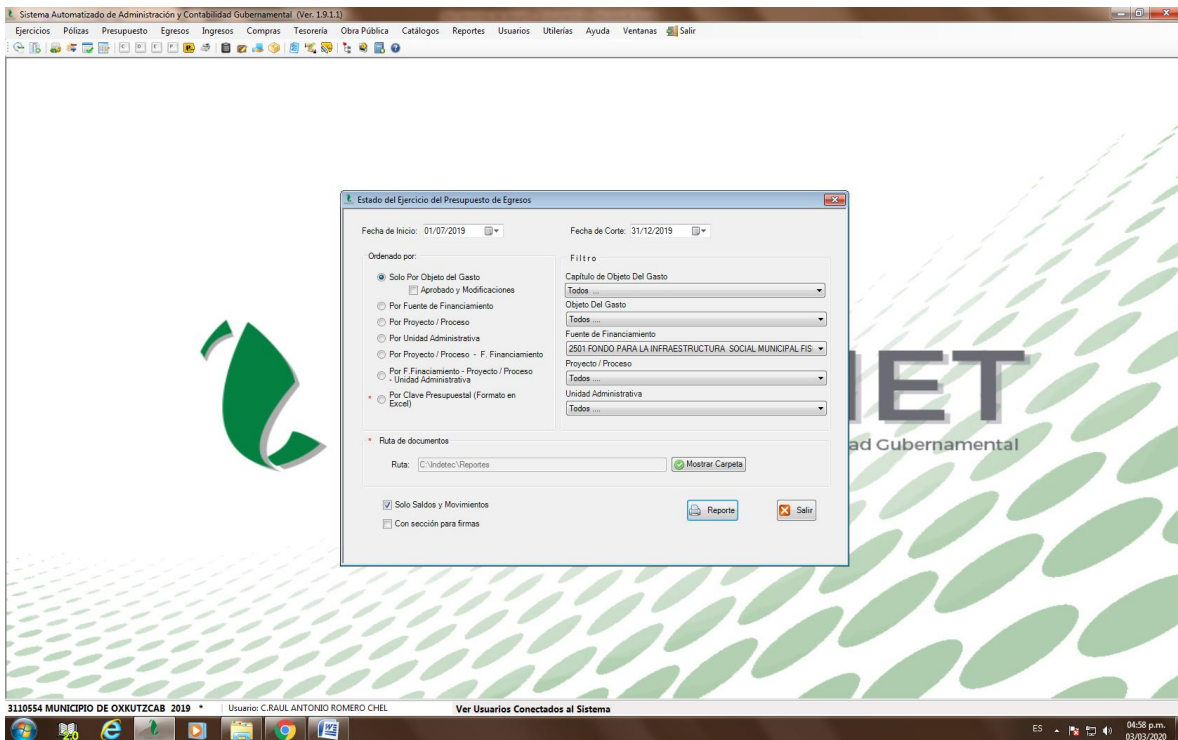 Sistema Automatizado de Administración y Contabilidad Gubernamental (Ver. 1.9.1.1)
Ejercicios Pólizas Presupuesto Egresos Ingresos Compras Tesorería Obra Pública Catálogos Reportes Usuarios Utilerías Ayuda Ventanas Salir
Estado del Ejercicio del Presupuesto de Egresos
Fecha de Inicio: 01/07/2019 Fecha de Corte: 31/12/2019
Ordenado por:
Solo Por Objeto del Gasto
Aprobado y Modificaciones
Por Fuente de Financiamiento
Por Proyecto / Proceso
Por Unidad Administrativa
Por Proyecto / Proceso - F. Financiamiento
Por F.Finaciamiento - Proyecto / Proceso
- Unidad Administrativa
* Por Clave Presupuestal (Formato en
Excel)
Filtro
Capítulo de Objeto Del Gasto
Todos ...
Objeto Del Gasto
Todos ....
Fuente de Financiamiento
2501 FONDO PARA LA INFRAESTRUCTURA SOCIAL MUNICIPAL FIS
Proyecto / Proceso
Todos ....
Unidad Administrativa
Todos ....
* Ruta de documentos
Ruta: C:\Indetec\Reportes Mostrar Carpeta
Solo Saldos y Movimientos
Con sección para firmas
Reporte Salir
NET
ad Gubernamental
3110554 MUNICIPIO DE OXKUTZCAB 2019 * Usuario: C.RAUL ANTONIO ROMERO CHEL Ver Usuarios Conectados al Sistema
2.0
ES 04:58 p.m.
03/03/2020